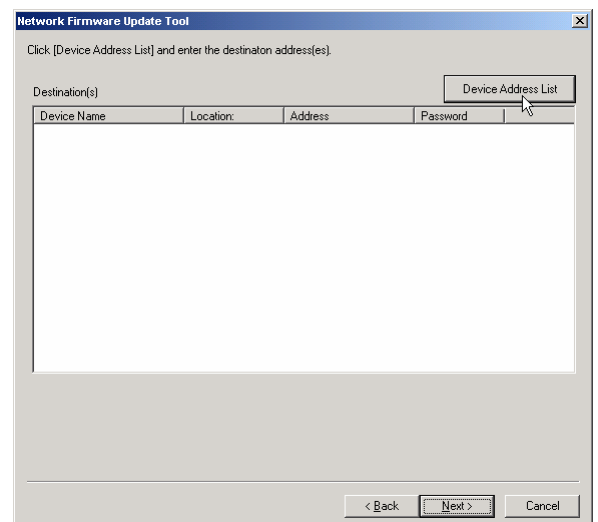 Network Firmware Update Tool
Click [Device Address List] and enter the destinaton address(es).
Device Address List
Destination(s)
Device Name Location: Address Password
< Back Next > Cancel